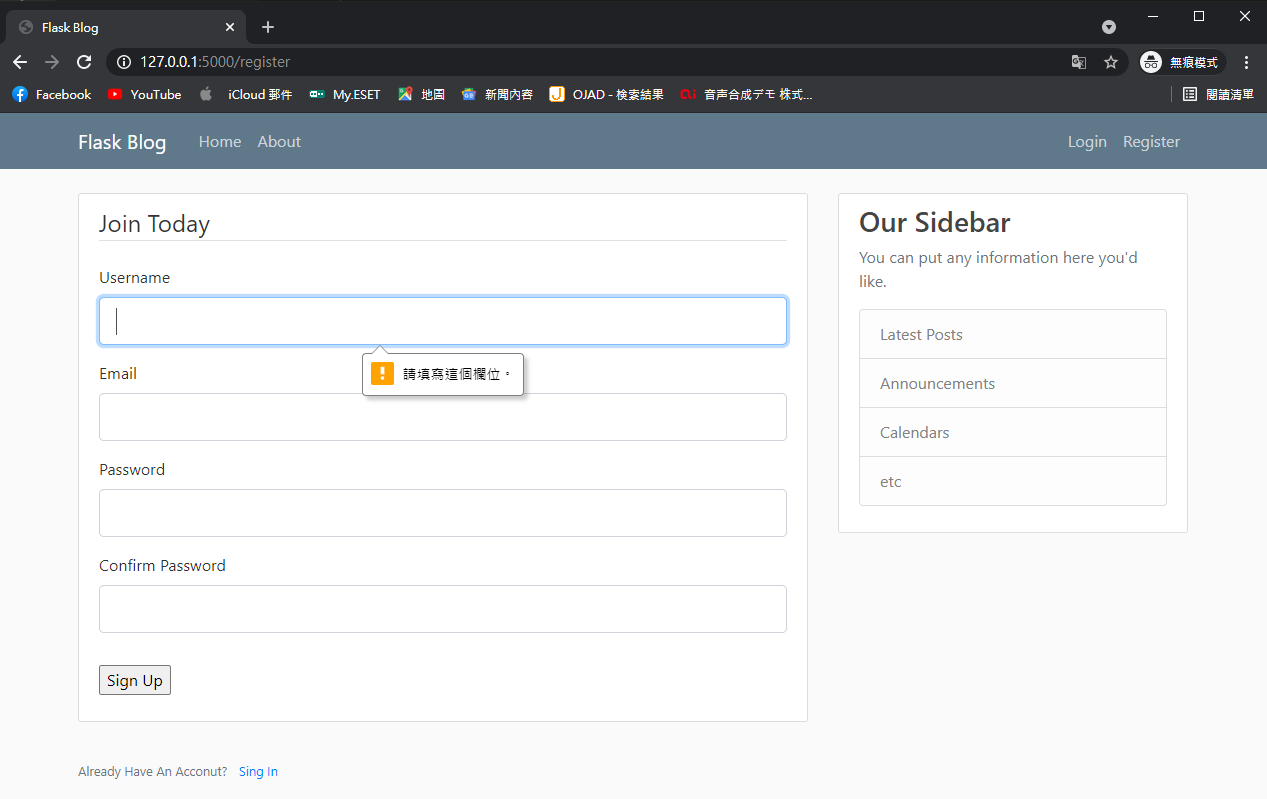 Flask Blog
127.0.0.1:5000/register
無痕模式
Facebook
YouTube
iCloud 郵件
My.ESET
地圖
新聞內容
OJAD - 検索結果
音声合成デモ 株式...
閱讀清單
Flask Blog
Home
About
Login
Register
Join Today
Username
請填寫這個欄位。
Email
Password
Confirm Password
Sign Up
Already Have An Acconut? Sing In
Our Sidebar
You can put any information here you'd
like.
Latest Posts
Announcements
Calendars
etc